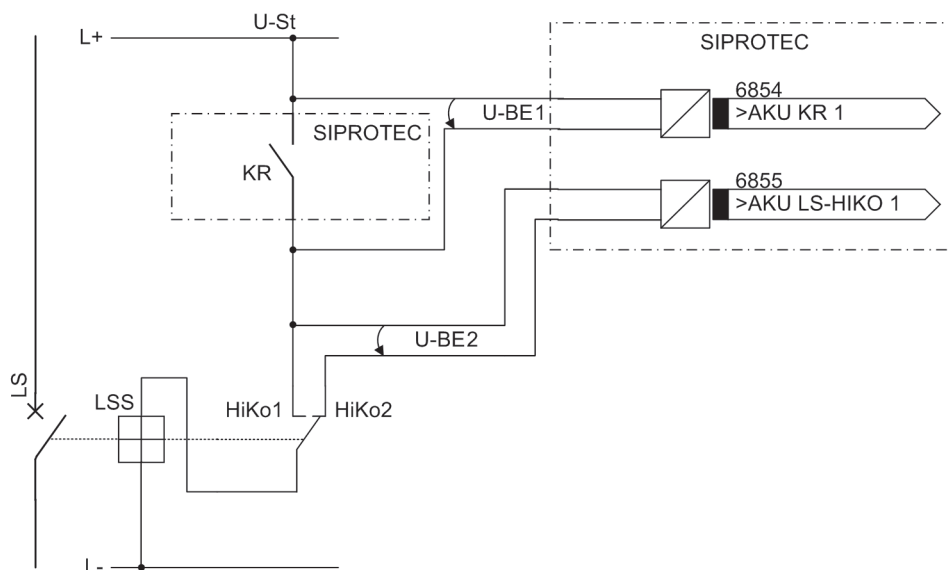 U-St
L+
SIPROTEC
6854
>AKU KR 1
U-BE1
SIPROTEC
KR
6855
>AKU LS-HIKO 1
U-BE2
LS
LSS
HiKo1
HiKo2
L-